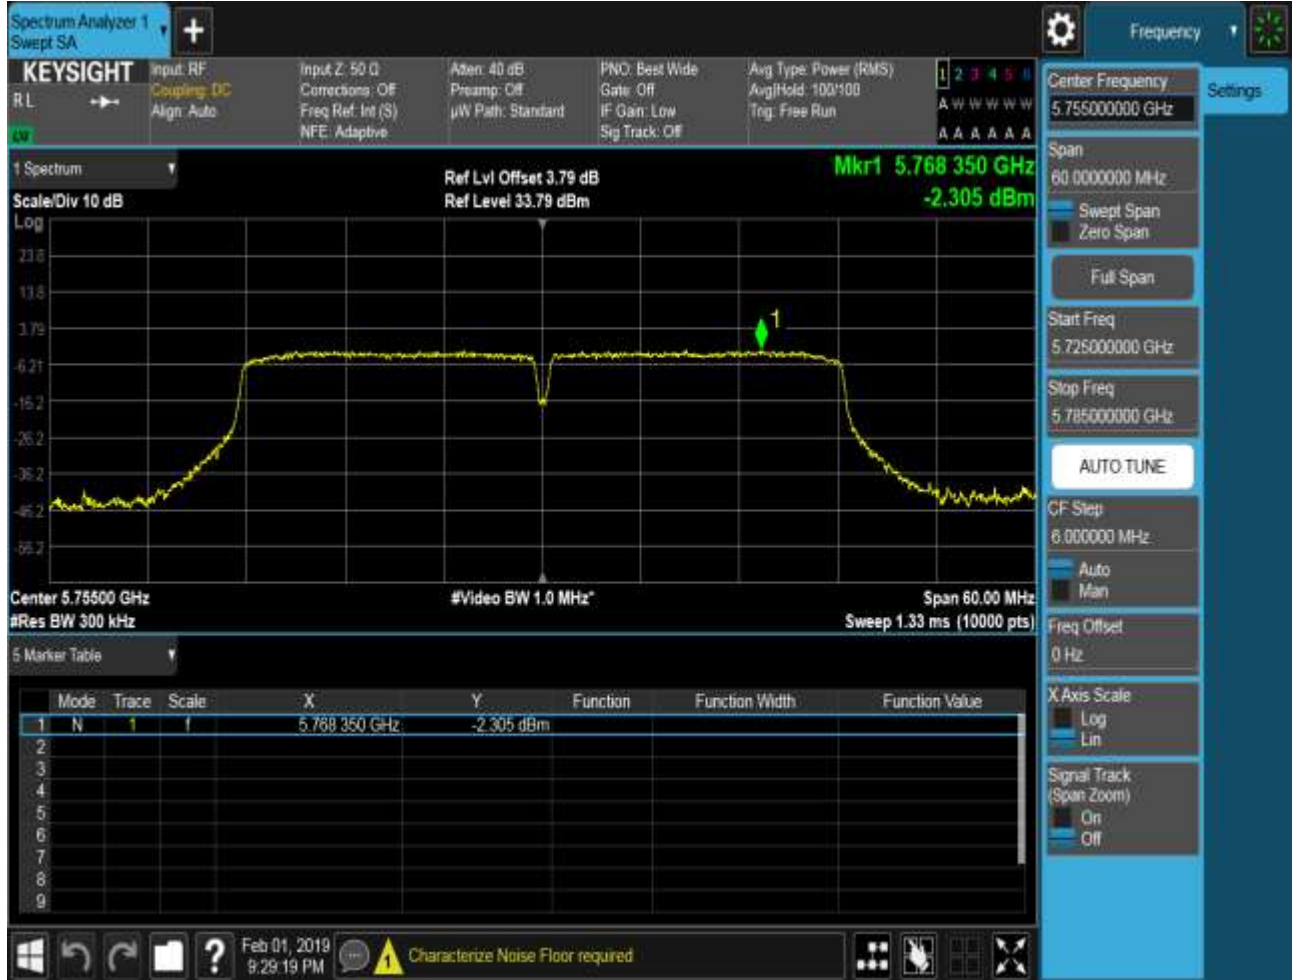 Spectrum Analyzer 1
Swept SA
Frequency
KEYSIGHT
R L
LXI
Input: RF
Coupling: DC
Align: Auto
Input Z: 50 Ω
Corrections: Off
Freq Ref: Int (S)
NFE: Adaptive
Atten: 40 dB
Preamp: Off
µW Path: Standard
PNO: Best Wide
Gate: Off
IF Gain: Low
Sig Track: Off
Avg Type: Power (RMS)
Avg|Hold: 100/100
Trig: Free Run
1 2 3 4 5 6
A W W W W W
A A A A A A
1 Spectrum
Scale/Div 10 dB
Ref Lvl Offset 3.79 dB
Ref Level 33.79 dBm
Mkr1 5.768 350 GHz
-2.305 dBm
Log
23.8
13.8
3.79
-6.21
-16.2
-26.2
-36.2
-46.2
-56.2
1
Center 5.75500 GHz
#Video BW 1.0 MHz*
Span 60.00 MHz
#Res BW 300 kHz
Sweep 1.33 ms (10000 pts)
5 Marker Table
Mode Trace Scale X Y Function Function Width Function Value
1 N 1 f 5.768 350 GHz -2.305 dBm
2
3
4
5
6
7
8
9
Center Frequency
5.755000000 GHz
Settings
Span
60.0000000 MHz
Swept Span
Zero Span
Full Span
Start Freq
5.725000000 GHz
Stop Freq
5.785000000 GHz
AUTO TUNE
CF Step
6.000000 MHz
Auto
Man
Freq Offset
0 Hz
X Axis Scale
Log
Lin
Signal Track
(Span Zoom)
On
Off
?
Feb 01, 2019
9:29:19 PM
1
Characterize Noise Floor required